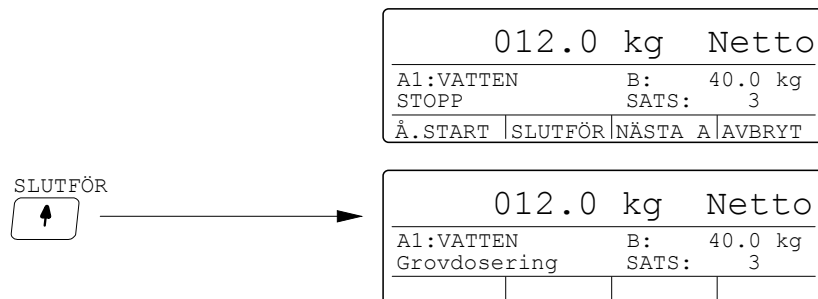 012.0 kg Netto
A1:VATTEN B: 40.0 kg
STOPP SATS: 3
Å.START SLUTFÖR NÄSTA A AVBRYT
SLUTFÖR
012.0 kg Netto
A1:VATTEN B: 40.0 kg
Grovdosering SATS: 3